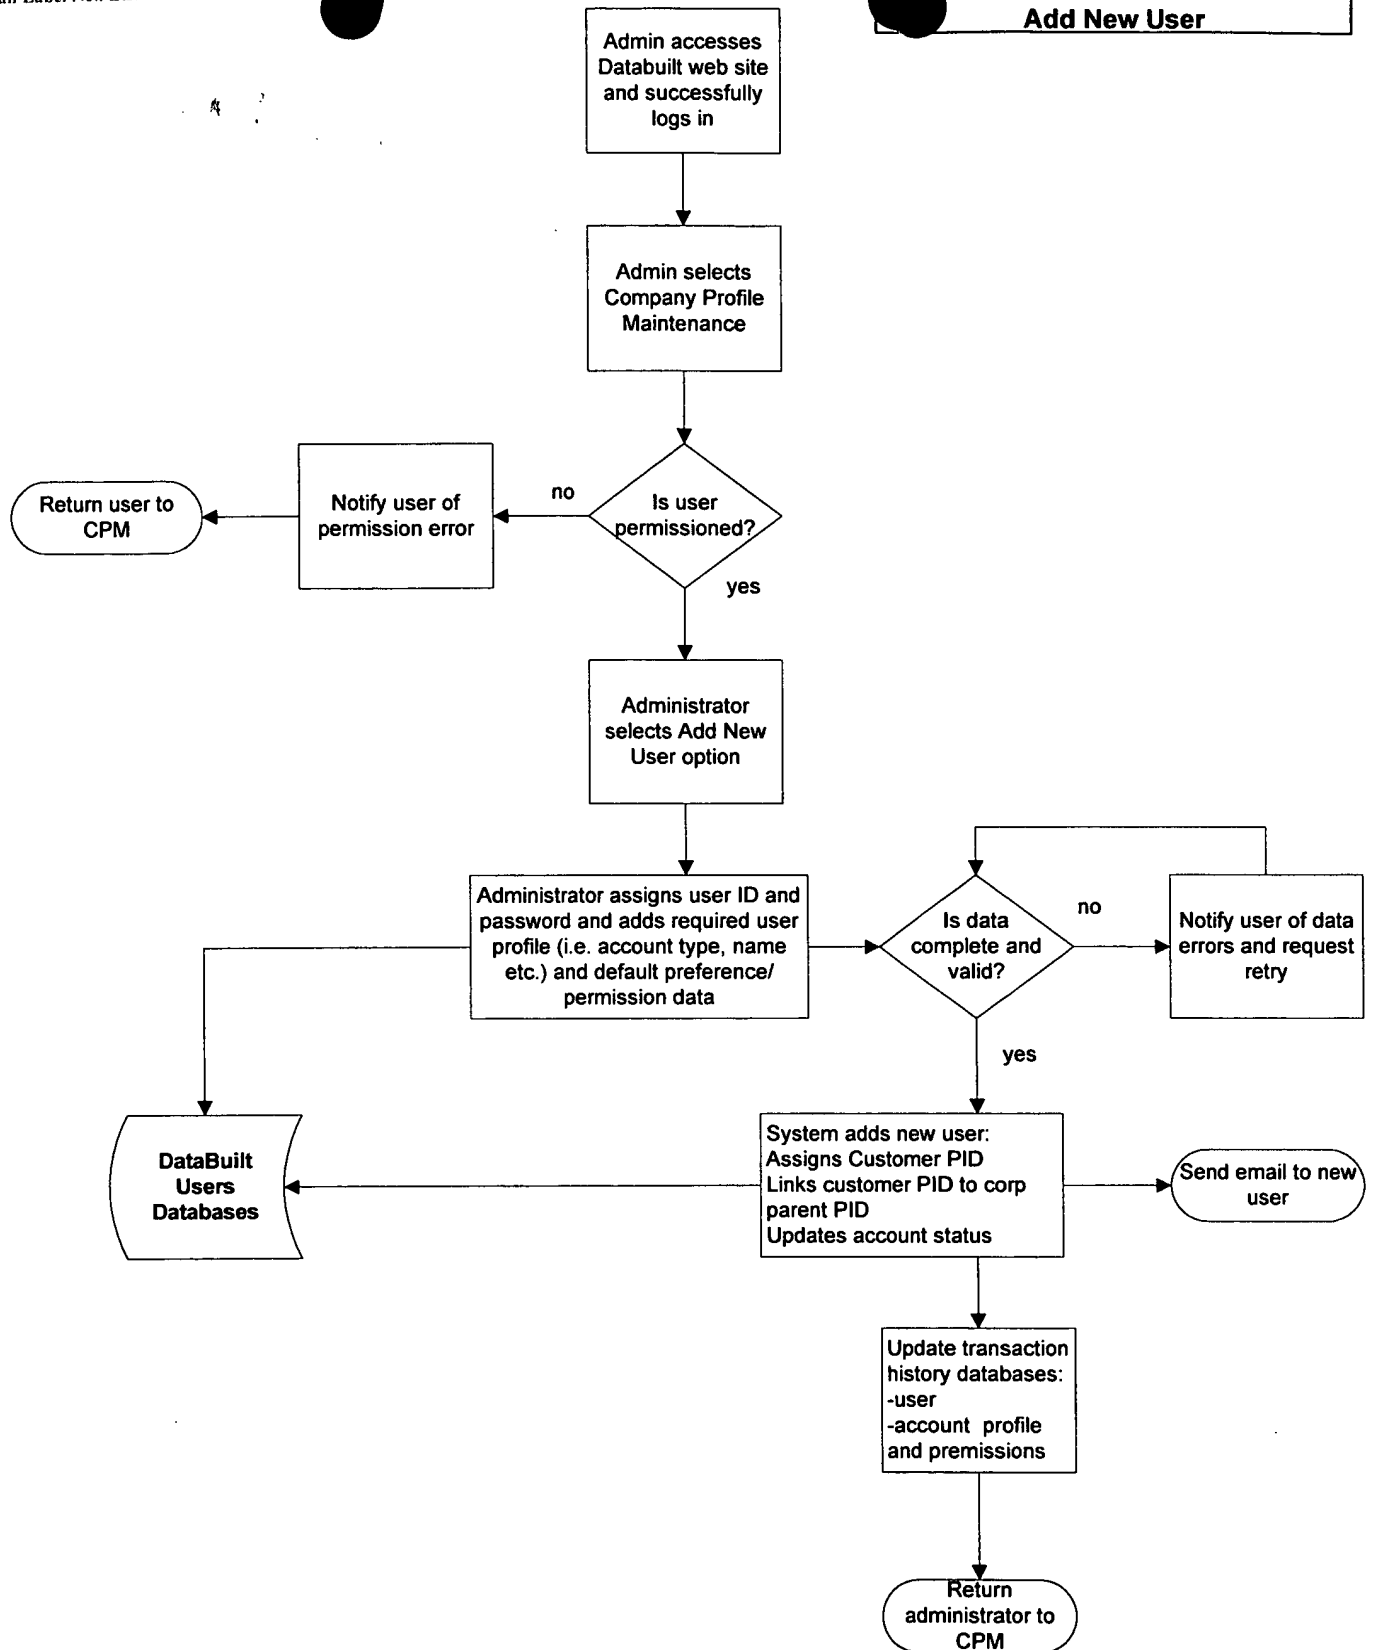 Add New User
Admin accesses
Databuilt web site
and successfully
logs in
Admin selects
Company Profile
Maintenance
Return user to
CPM
Notify user of
permission error
no
Is user
permissioned?
yes
Administrator
selects Add New
User option
Administrator assigns user ID and
password and adds required user
profile (i.e. account type, name
etc.) and default preference/
permission data
Is data
complete and
valid?
no
Notify user of data
errors and request
retry
yes
DataBuilt
Users
Databases
System adds new user:
Assigns Customer PID
Links customer PID to corp
parent PID
Updates account status
Send email to new
user
Update transaction
history databases:
-user
-account profile
and premissions
Return
administrator to
CPM